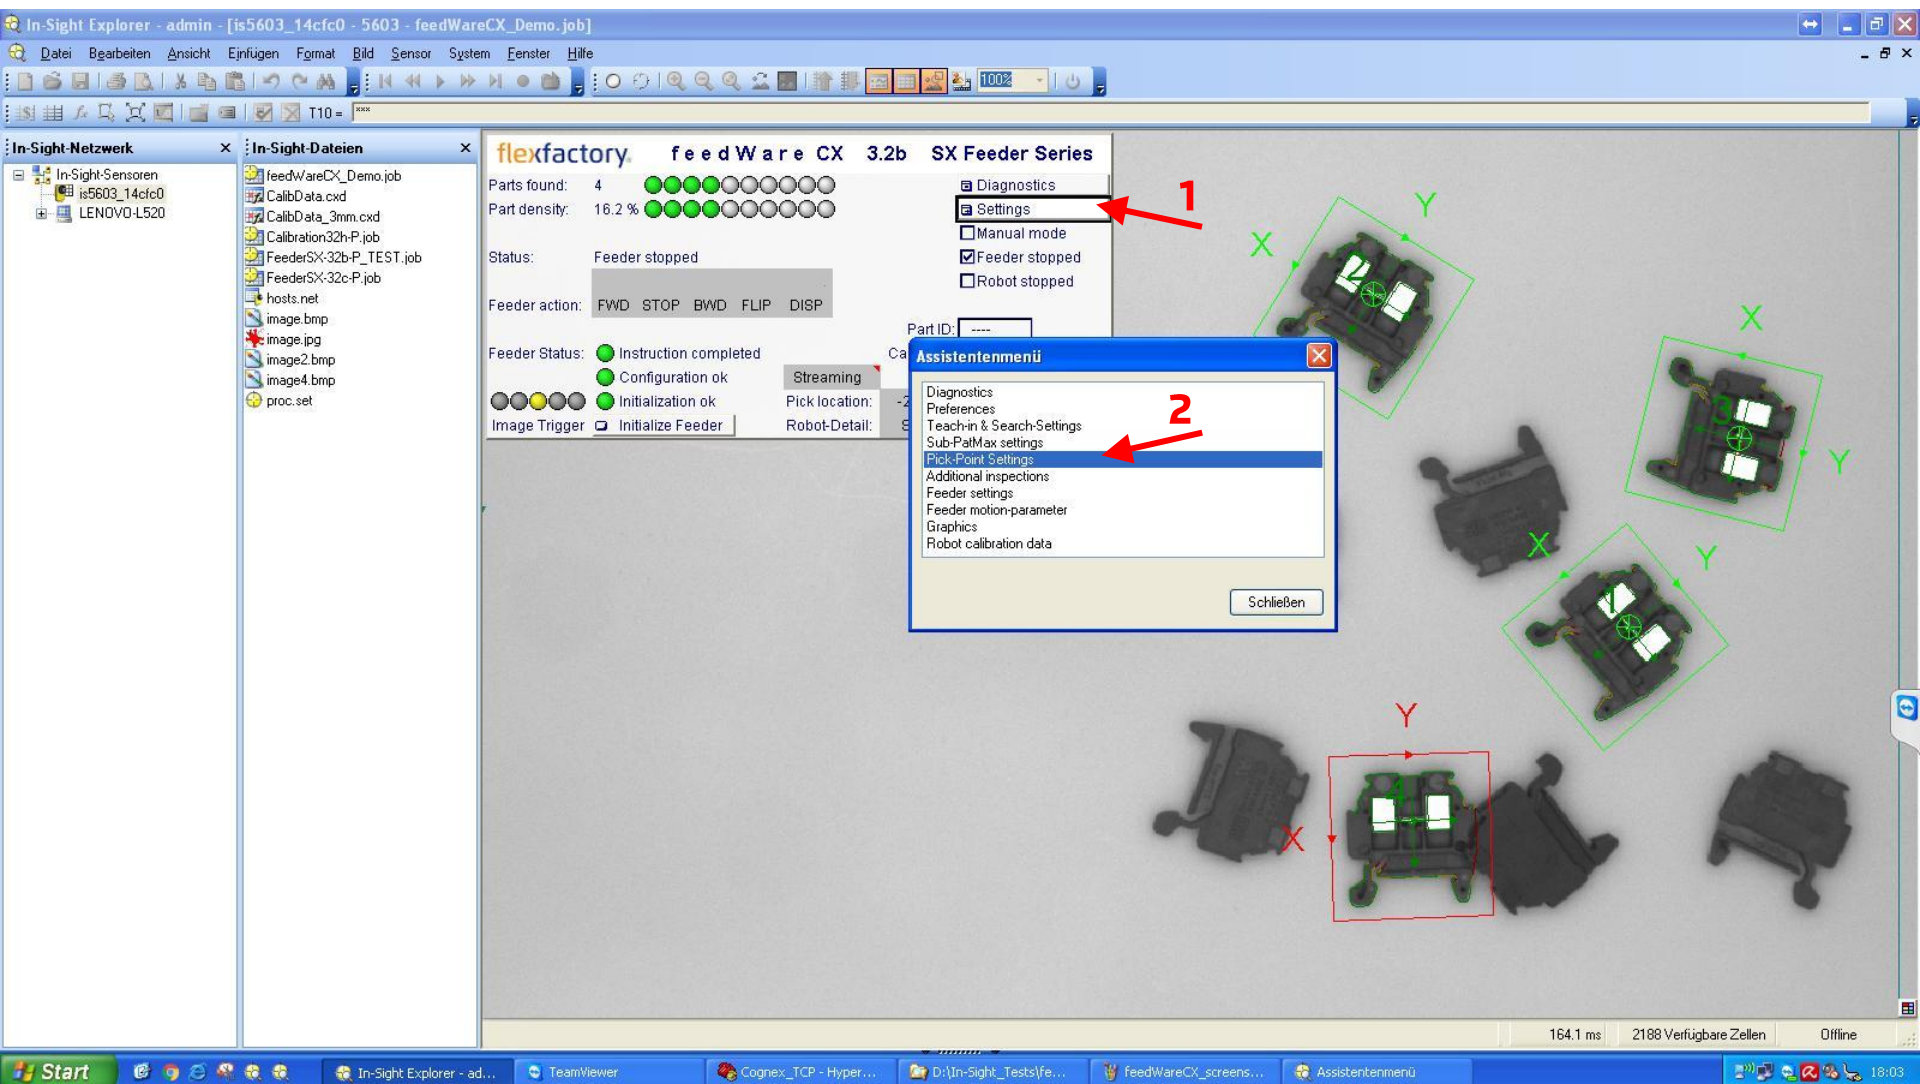 In-Sight Explorer - admin - [is5603_14cfc0 - 5603 - feedWareCX_Demo.job]
Datei Bearbeiten Ansicht Einfügen Format Bild Sensor System Fenster Hilfe
100%
T10 = ***
In-Sight-Netzwerk
In-Sight-Sensoren
is5603_14cfc0
LENOVO-L520
In-Sight-Dateien
feedWareCX_Demo.job
CalibData.cxd
CalibData_3mm.cxd
Calibration32h-P.job
FeederSX-32b-P_TEST.job
FeederSX-32c-P.job
hosts.net
image.bmp
image.jpg
image2.bmp
image4.bmp
proc.set
flexfactory. feedWare CX 3.2b SX Feeder Series
Parts found: 4 Diagnostics
Part density: 16.2 % Settings
Manual mode
Status: Feeder stopped Feeder stopped
Robot stopped
Feeder action: FWD STOP BWD FLIP DISP
Part ID: ----
Feeder Status: Instruction completed Ca
Configuration ok Streaming
Initialization ok Pick location: -2
Image Trigger Initialize Feeder Robot-Detail: S
1
2
Assistentenmenü
Diagnostics
Preferences
Teach-in & Search-Settings
Sub-PatMax settings
Pick-Point Settings
Additional inspections
Feeder settings
Feeder motion-parameter
Graphics
Robot calibration data
Schließen
Y
X
2
X
3
Y
X
Y
1
Y
4
X
164.1 ms 2188 Verfügbare Zellen Offline
Start In-Sight Explorer - ad... TeamViewer Cognex_TCP - Hyper... D:\In-Sight_Tests\fe... feedWareCX_screens... Assistentenmenü 18:03